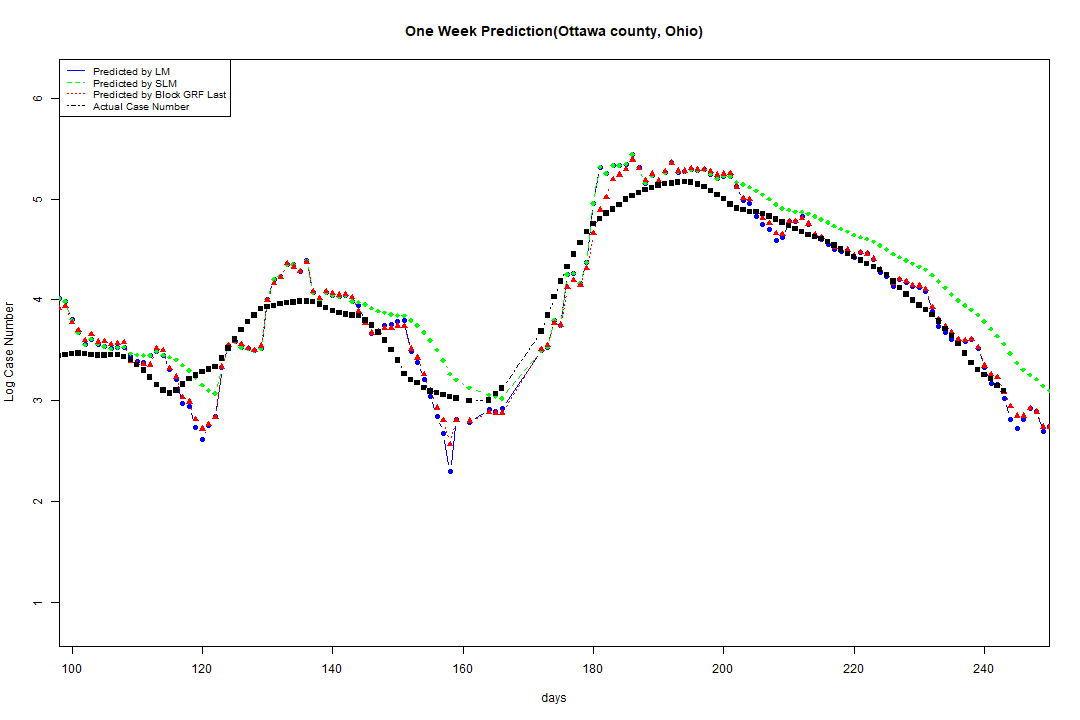 One Week Prediction(Ottawa county, Ohio)
Predicted by LM
Predicted by SLM
Predicted by Block GRF Last
Actual Case Number
6
5
4
3
2
1
Log Case Number
100 120 140 160 180 200 220 240
days